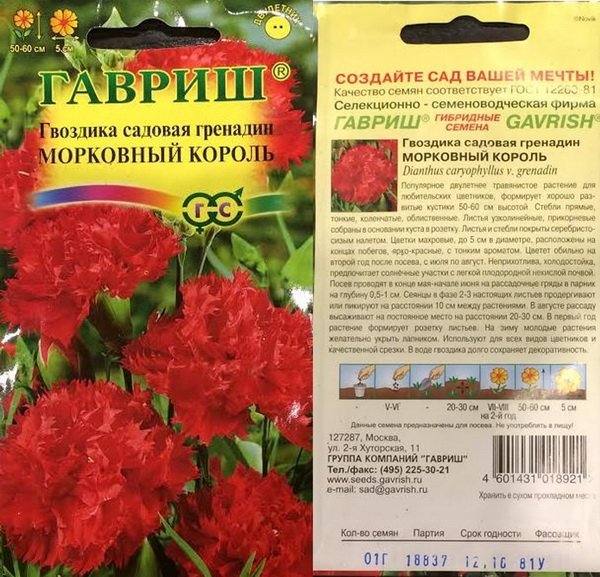 50-60 см
5 см
ДВУЛЕТНИК
ГАВРИШ®
Гвоздика садовая гренадин
МОРКОВНЫЙ КОРОЛЬ
Г С
©Novik
СОЗДАЙТЕ САД ВАШЕЙ МЕЧТЫ!
Качество семян соответствует ГОСТ 12260-81
Селекционно - семеноводческая фирма
ГАВРИШ® ГИБРИДНЫЕ СЕМЕНА GAVRISH®
Гвоздика садовая гренадин
МОРКОВНЫЙ КОРОЛЬ
Dianthus caryophyllus v. grenadin
Популярное двулетнее травянистое растение для
любительских цветников, формирует хорошо раз-
витые кустики 50-60 см высотой. Стебли прямые,
тонкие, коленчатые, облиственные. Листья узколинейные, прикорневые
собраны в основании куста в розетку. Листья и стебли покрыты серебристо-
сизым налетом. Цветки махровые, до 5 см в диаметре, расположены на
концах побегов, ярко-красные, с тонким ароматом. Цветет обильно на
второй год после посева, с июля по август. Неприхотлива, холодостойка,
предпочитает солнечные участки с легкой плодородной некислой почвой.
Посев проводят в конце мая-начале июня на рассадочные гряды в парник
на глубину 0,5-1 см. Сеянцы в фазе 2-3 настоящих листьев продергивают
или пикируют на расстоянии 10 см между растениями. В августе рассаду
высаживают на постоянное место на расстоянии 20-30 см. В первый год
растение формирует розетку листьев. На зиму молодые растения
желательно укрыть лапником. Используют для всех видов цветников и
качественной срезки. В воде гвоздика долго сохраняет декоративность.
- V-VI - 20-30 см VII-VIII на 2-й год 50-60 см 5 см
Данные семена предназначены для посева. Не употреблять в пищу!
127287, Москва,
ул. 2-я Хуторская, 11
ГРУППА КОМПАНИЙ "ГАВРИШ"
Тел./факс: (495) 225-30-21
www.seeds.gavrish.ru
e-mail: sad@gavrish.ru
4 601431 018921
Хранить в сухом прохладном месте
Кол-во семян Партия Срок годности Фасовщик
01Г 18837 12.16 81У